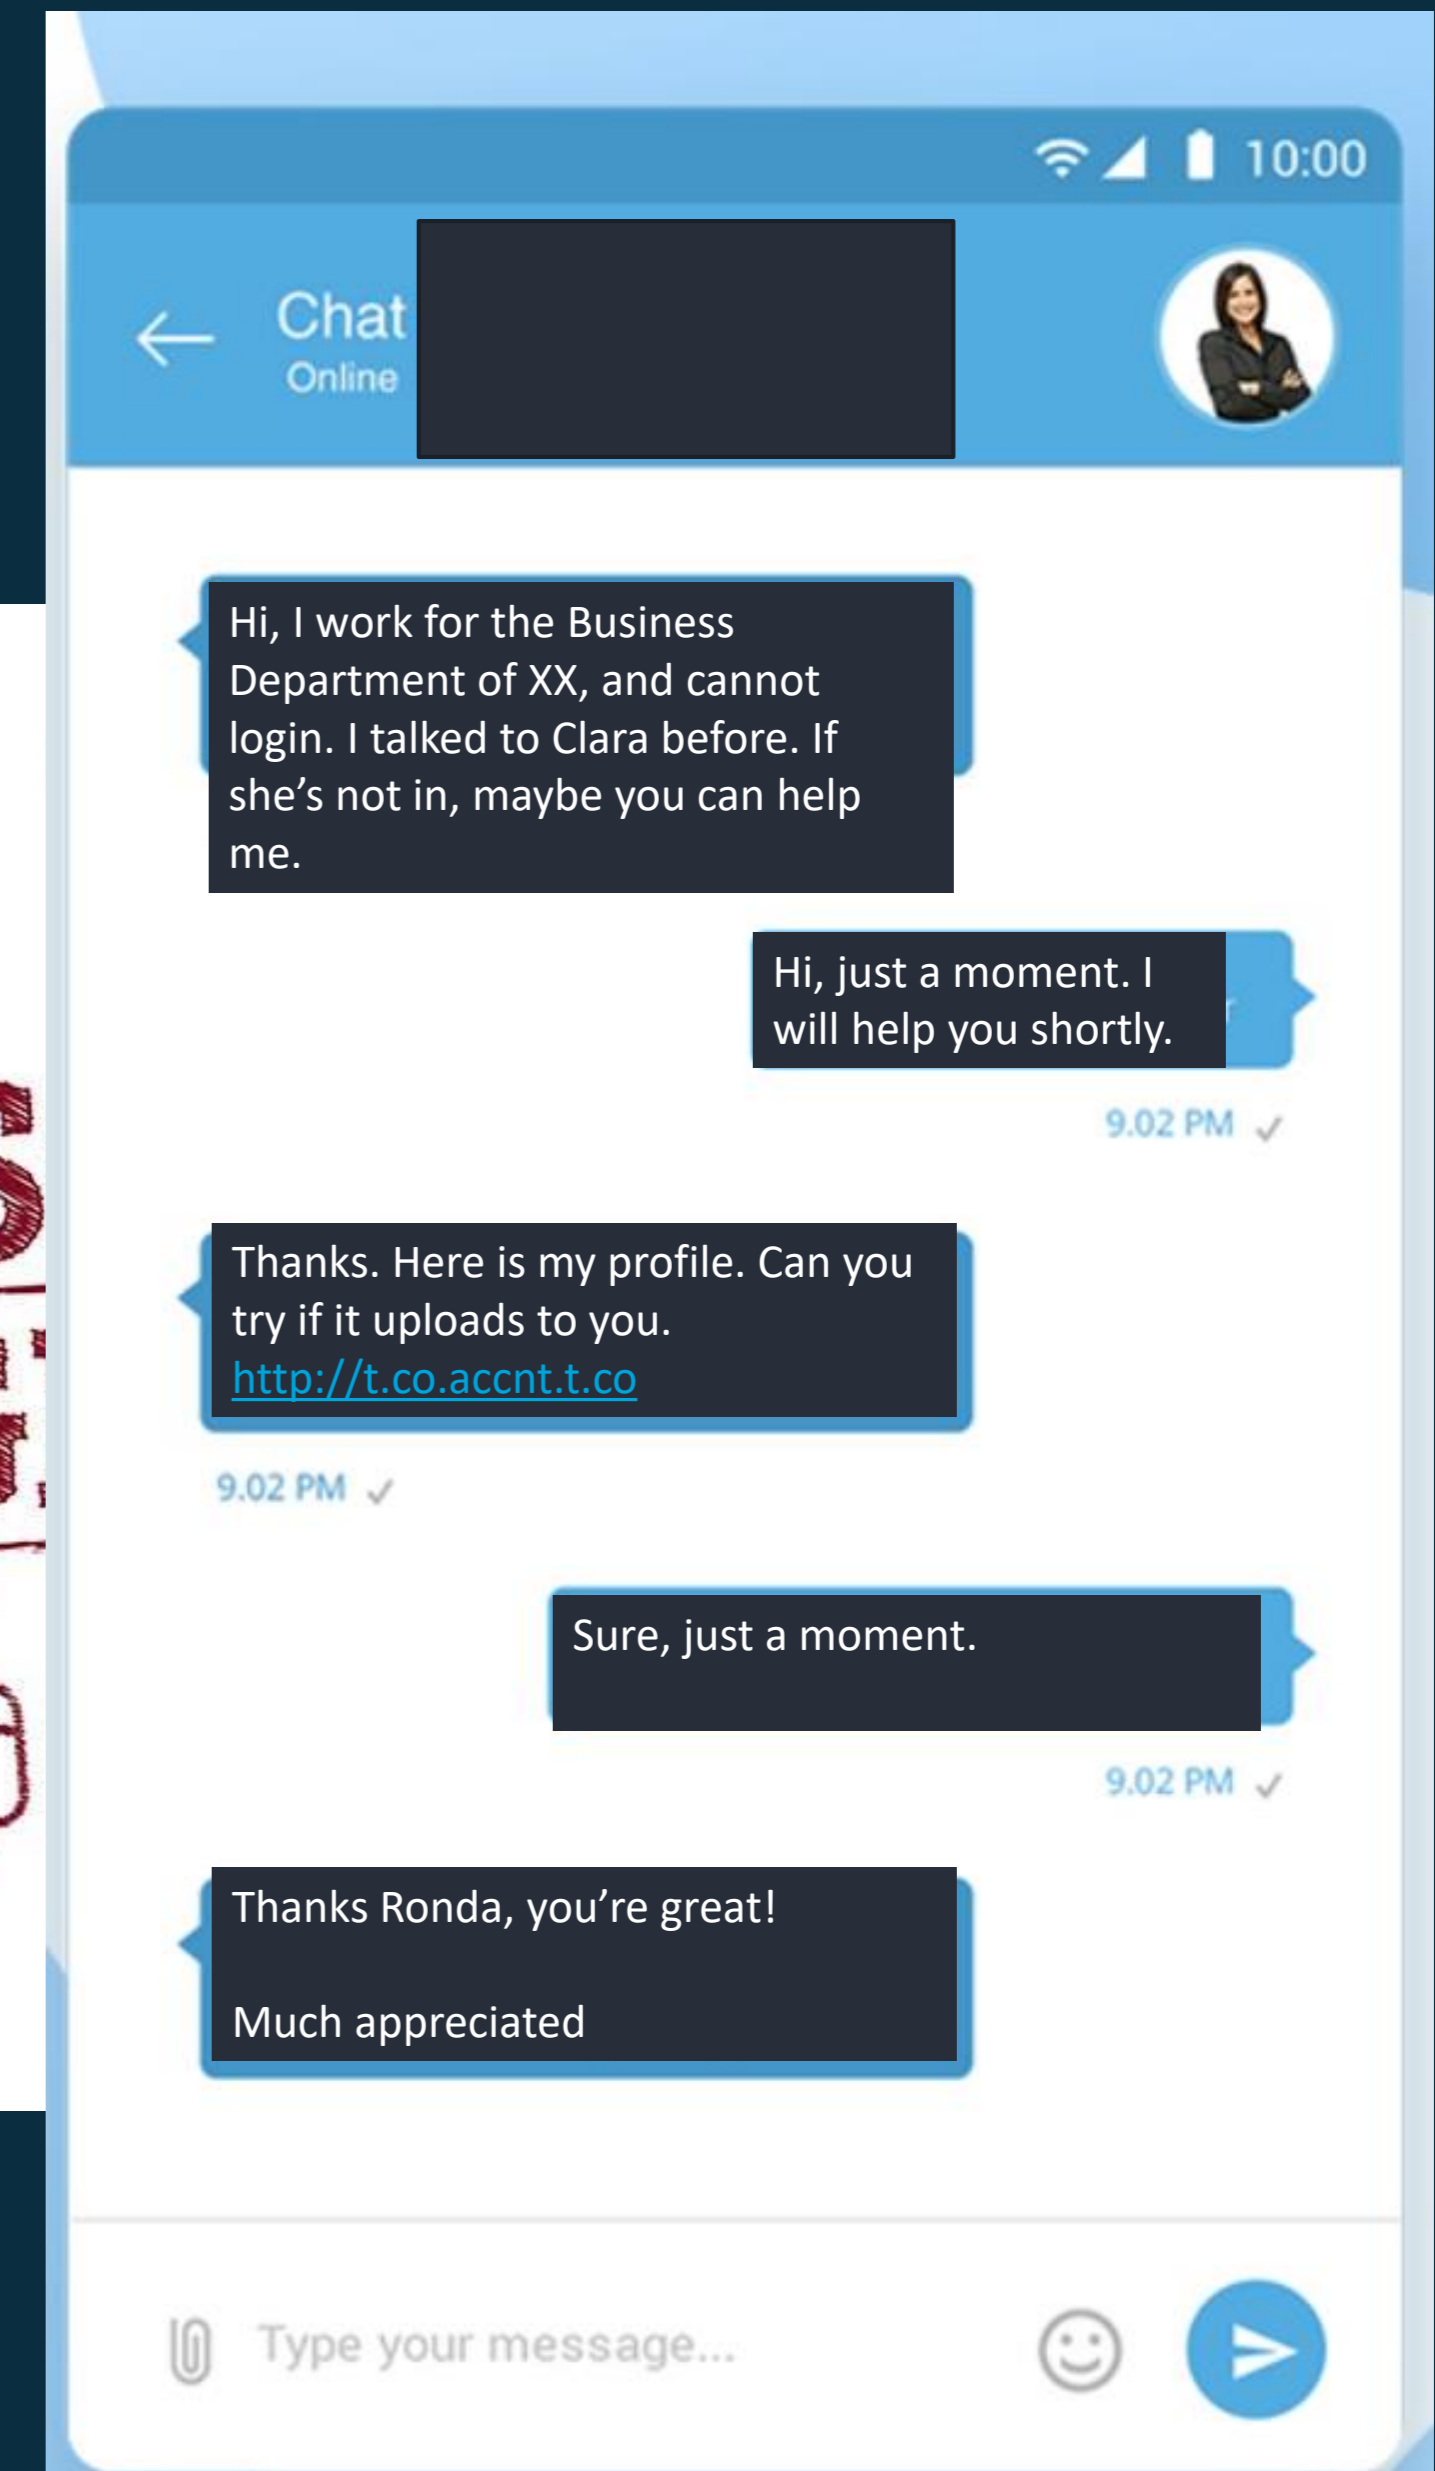 10:00
Chat
Online
Hi, I work for the Business
Department of XX, and cannot
login. I talked to Clara before. If
she’s not in, maybe you can help
me.
Hi, just a moment. I
will help you shortly.
9.02 PM
Thanks. Here is my profile. Can you
try if it uploads to you.
http://t.co.accnt.t.co
9.02 PM
Sure, just a moment.
9.02 PM
Thanks Ronda, you’re great!
Much appreciated
Type your message...